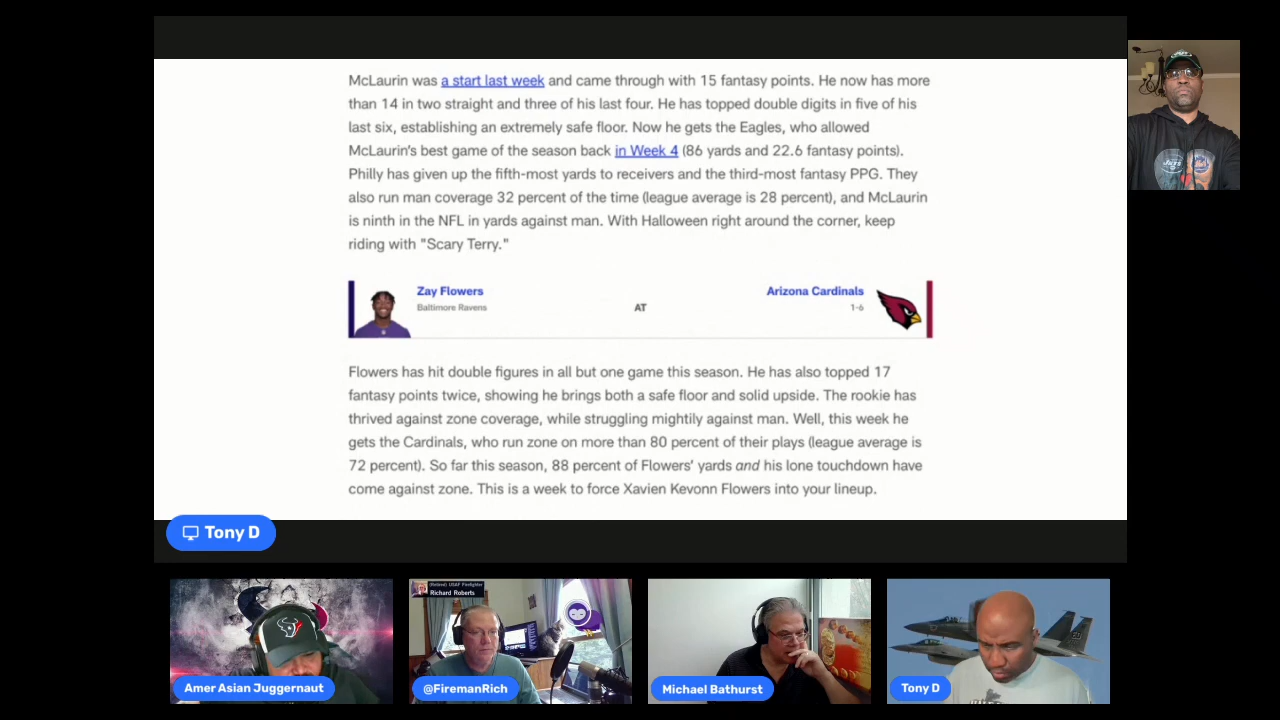 McLaurin was a start last week and came through with 15 fantasy points. He now has more
than 14 in two straight and three of his last four. He has topped double digits in five of his
last six, establishing an extremely safe floor. Now he gets the Eagles, who allowed
McLaurin's best game of the season back in Week 4 (86 yards and 22.6 fantasy points).
Philly has given up the fifth-most yards to receivers and the third-most fantasy PPG. They
also run man coverage 32 percent of the time (league average is 28 percent), and McLaurin
is ninth in the NFL in yards against man. With Halloween right around the corner, keep
riding with "Scary Terry."
Zay Flowers
Baltimore Ravens
AT
Arizona Cardinals
1-6
Flowers has hit double figures in all but one game this season. He has also topped 17
fantasy points twice, showing he brings both a safe floor and solid upside. The rookie has
thrived against zone coverage, while struggling mightily against man. Well, this week he
gets the Cardinals, who run zone on more than 80 percent of their plays (league average is
72 percent). So far this season, 88 percent of Flowers' yards and his lone touchdown have
come against zone. This is a week to force Xavien Kevonn Flowers into your lineup.
Tony D
(Retired) USAF Firefighter
Richard Roberts
Amer Asian Juggernaut
@FiremanRich
Michael Bathurst
Tony D